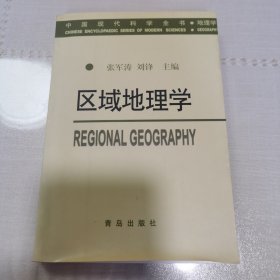 中国现代科学全书●地理学
CHINESE ENCYCLOPAEDIC SERIES OF MODERN SCIENCES ●GEOGRAPHY
●张军涛 刘锋 主编
区域地理学
REGIONAL GEOGRAPHY
青岛出版社